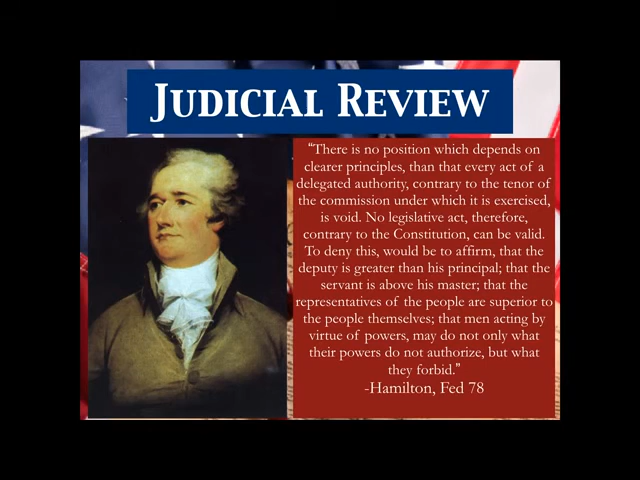 JUDICIAL REVIEW
"There is no position which depends on
clearer principles, than that every act of a
delegated authority, contrary to the tenor of
the commission under which it is exercised,
is void. No legislative act, therefore,
contrary to the Constitution, can be valid.
To deny this, would be to affirm, that the
deputy is greater than his principal; that the
servant is above his master; that the
representatives of the people are superior to
the people themselves; that men acting by
virtue of powers, may do not only what
their powers do not authorize, but what
they forbid."
-Hamilton, Fed 78